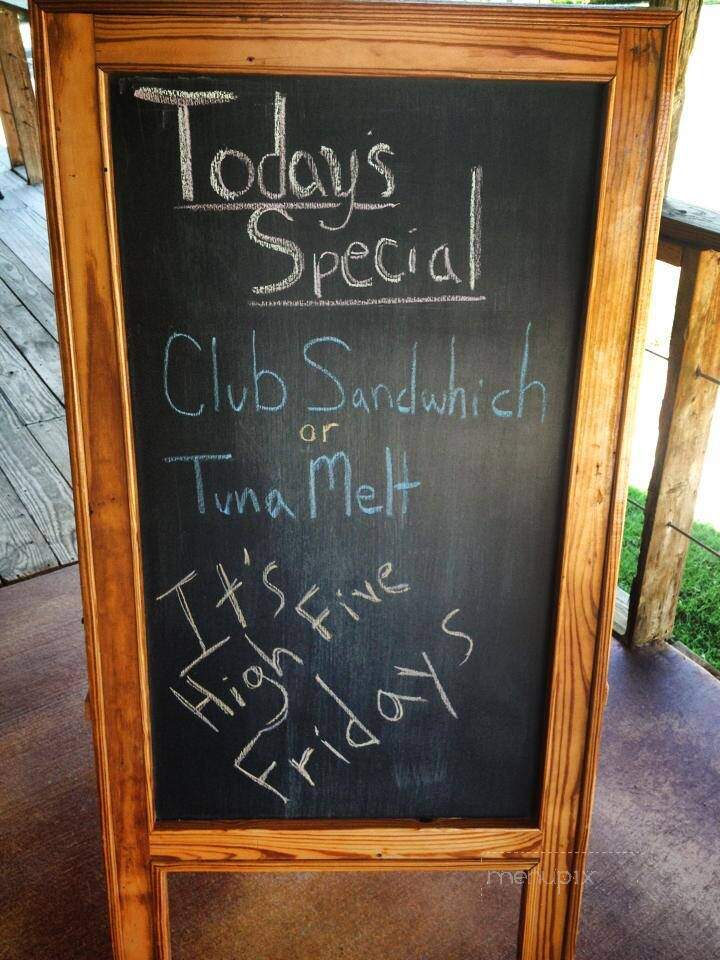 Today's
Special
Club Sandwhich
or
Tuna Melt
It's
High Five
Fridays
menupix